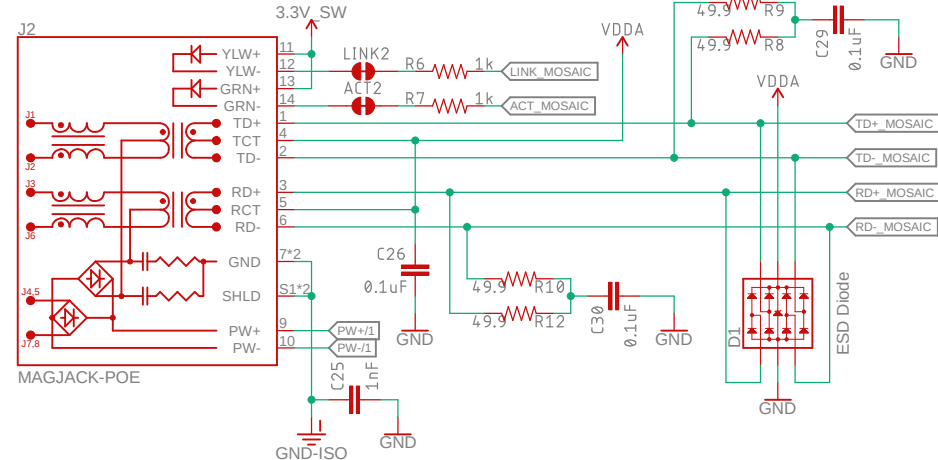 3.3V_SW
49.9 R9
J2
VDDA
49.9 R8
C29
0.1uF
GND
YLW+ 11
LINK2
YLW- 12
R6 1k LINK_MOSAIC
GRN+ 13
ACT2
VDDA
GRN- 14
R7 1k ACT_MOSAIC
J1
TD+ 1
TD+_MOSAIC
TCT 4
J2
TD- 2
TD-_MOSAIC
J3
RD+ 3
RD+_MOSAIC
RCT 5
J6
RD- 6
RD-_MOSAIC
GND 7*2
C26
0.1uF
49.9 R10
J4,5
SHLD S1*2
49.9 R12
C30
0.1uF
D1
ESD Diode
PW+ 9
PW+/1
GND
GND
J7,8
PW- 10
PW-/1
MAGJACK-POE
C25
1nF
GND
GND
GND-ISO